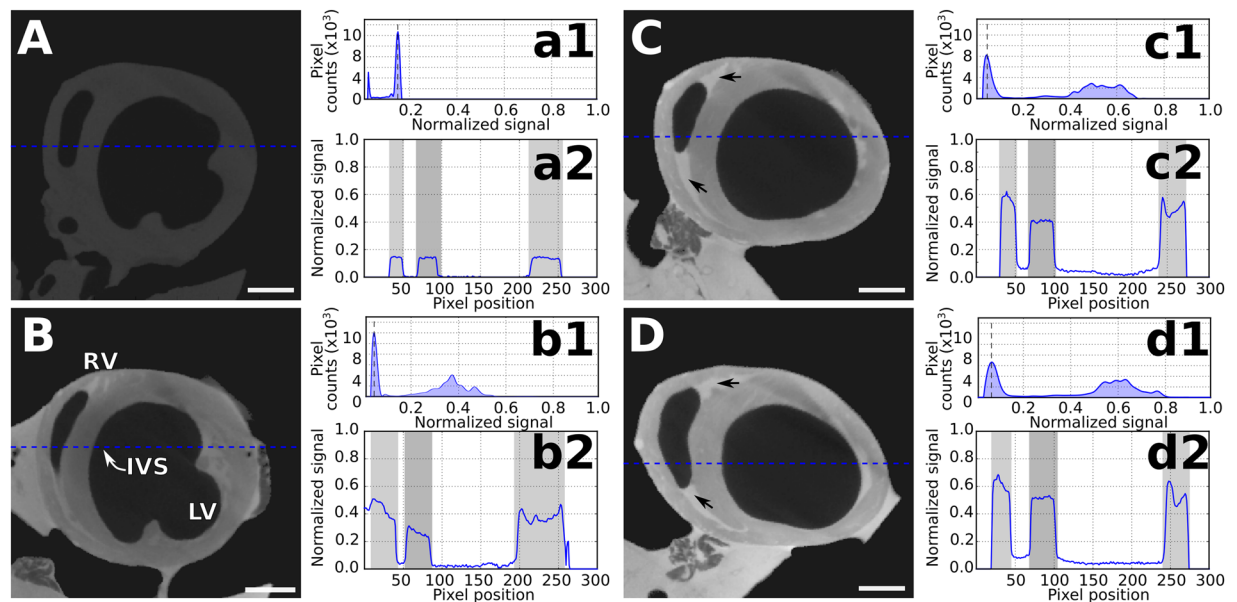 A
Pixel
counts (x10³)
10
8
4
0
0.2 0.4 0.6 0.8 1.0
Normalized signal
a1
Normalized signal
1.0
0.8
0.6
0.4
0.2
0.0
50 100 150 200 250 300
Pixel position
a2
B
RV
IVS
LV
Pixel
counts (x10³)
10
8
4
0
0.2 0.4 0.6 0.8 1.0
Normalized signal
b1
Normalized signal
1.0
0.8
0.6
0.4
0.2
0.0
50 100 150 200 250 300
Pixel position
b2
C
Pixel
counts (x10³)
10
8
4
0
0.2 0.4 0.6 0.8 1.0
Normalized signal
c1
Normalized signal
1.0
0.8
0.6
0.4
0.2
0.0
50 100 150 200 250 300
Pixel position
c2
D
Pixel
counts (x10³)
10
8
4
0
0.2 0.4 0.6 0.8 1.0
Normalized signal
d1
Normalized signal
1.0
0.8
0.6
0.4
0.2
0.0
50 100 150 200 250 300
Pixel position
d2